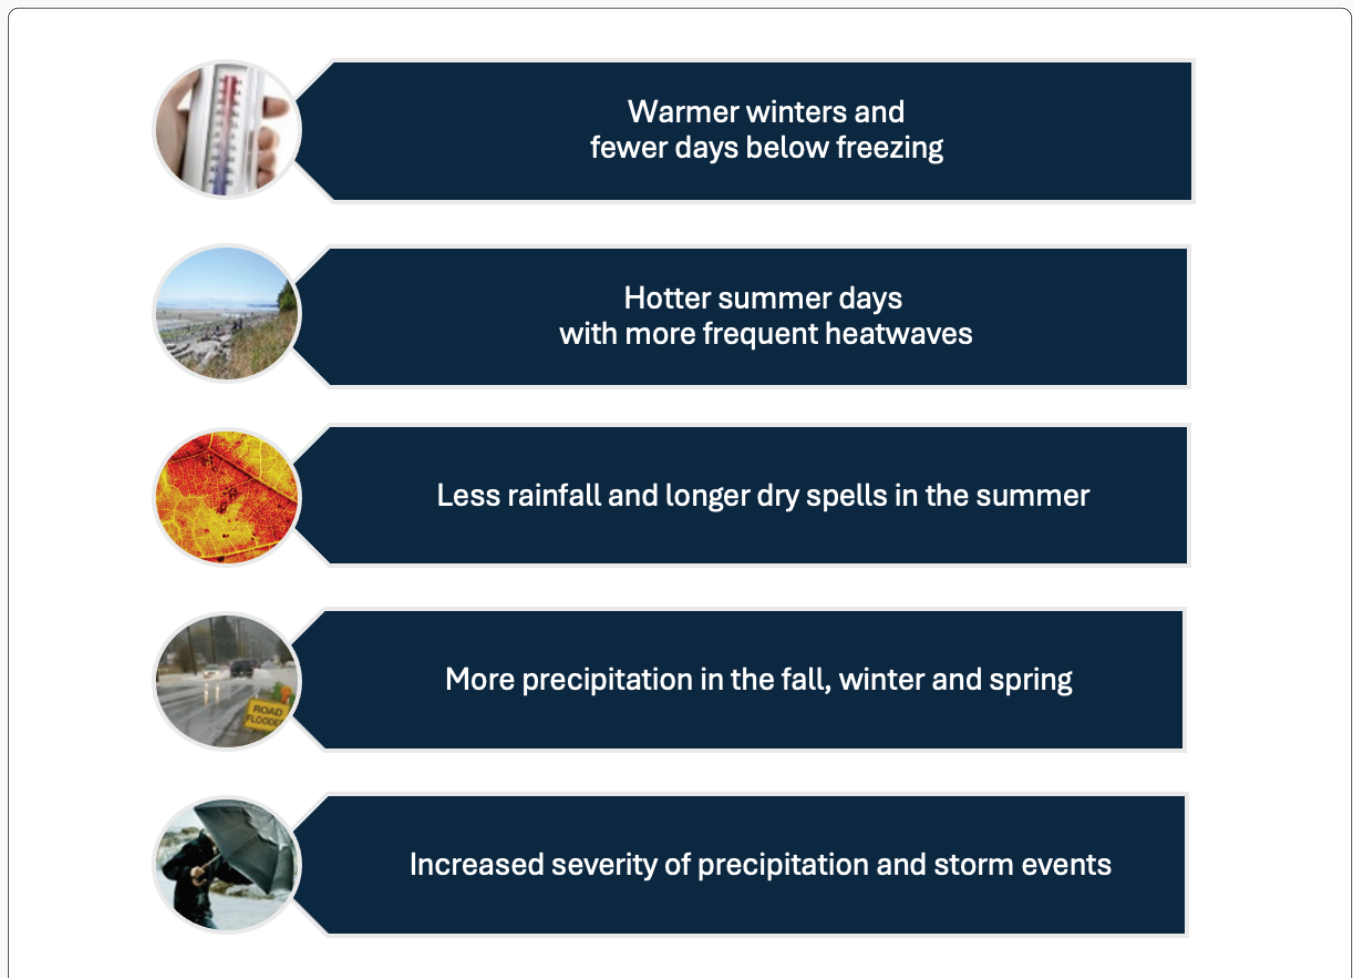 Warmer winters and
fewer days below freezing
Hotter summer days
with more frequent heatwaves
Less rainfall and longer dry spells in the summer
More precipitation in the fall, winter and spring
ROAD
FLOODED
Increased severity of precipitation and storm events